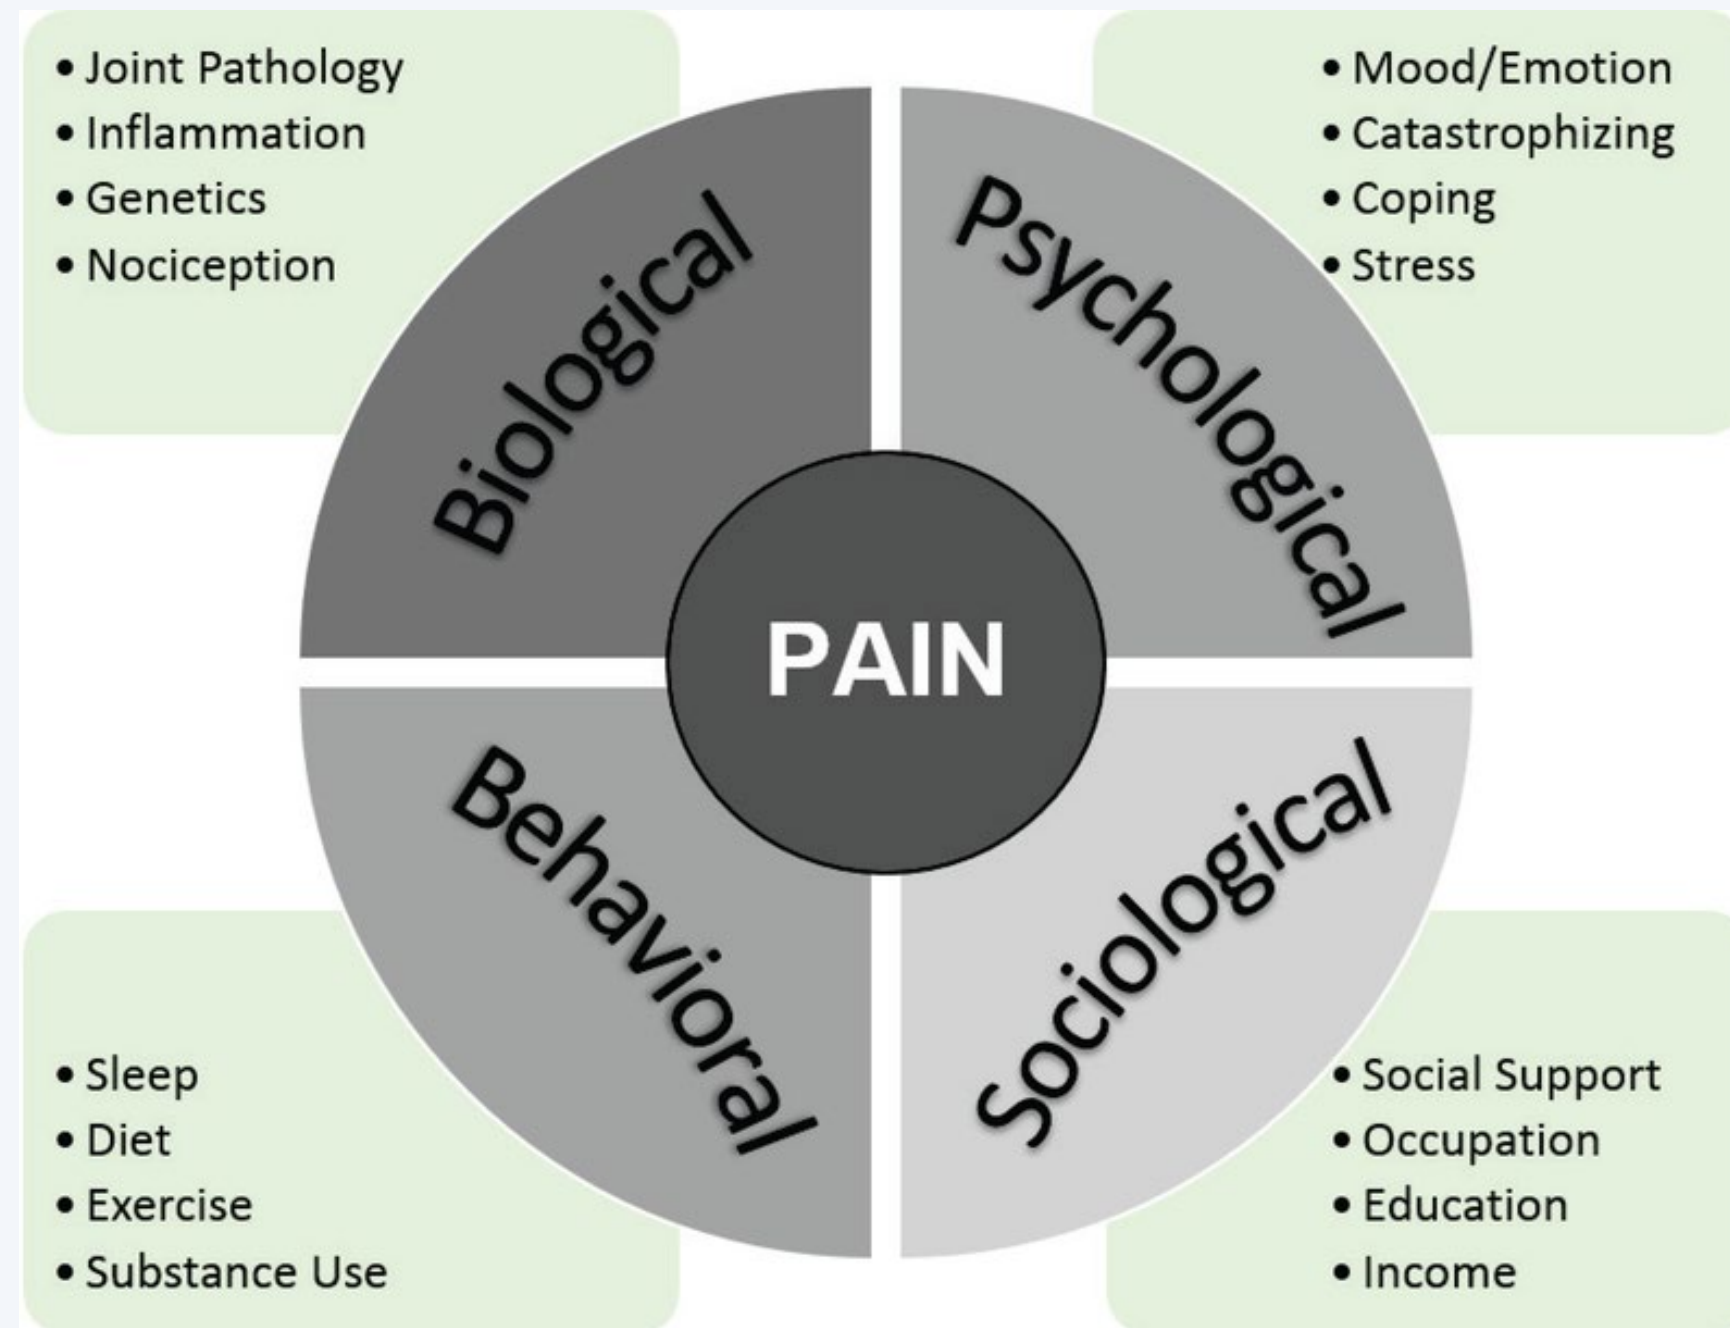 • Joint Pathology
• Inflammation
• Genetics
• Nociception
• Mood/Emotion
• Catastrophizing
• Coping
• Stress
Biological
Psychological
PAIN
Behavioral
Sociological
• Sleep
• Diet
• Exercise
• Substance Use
• Social Support
• Occupation
• Education
• Income